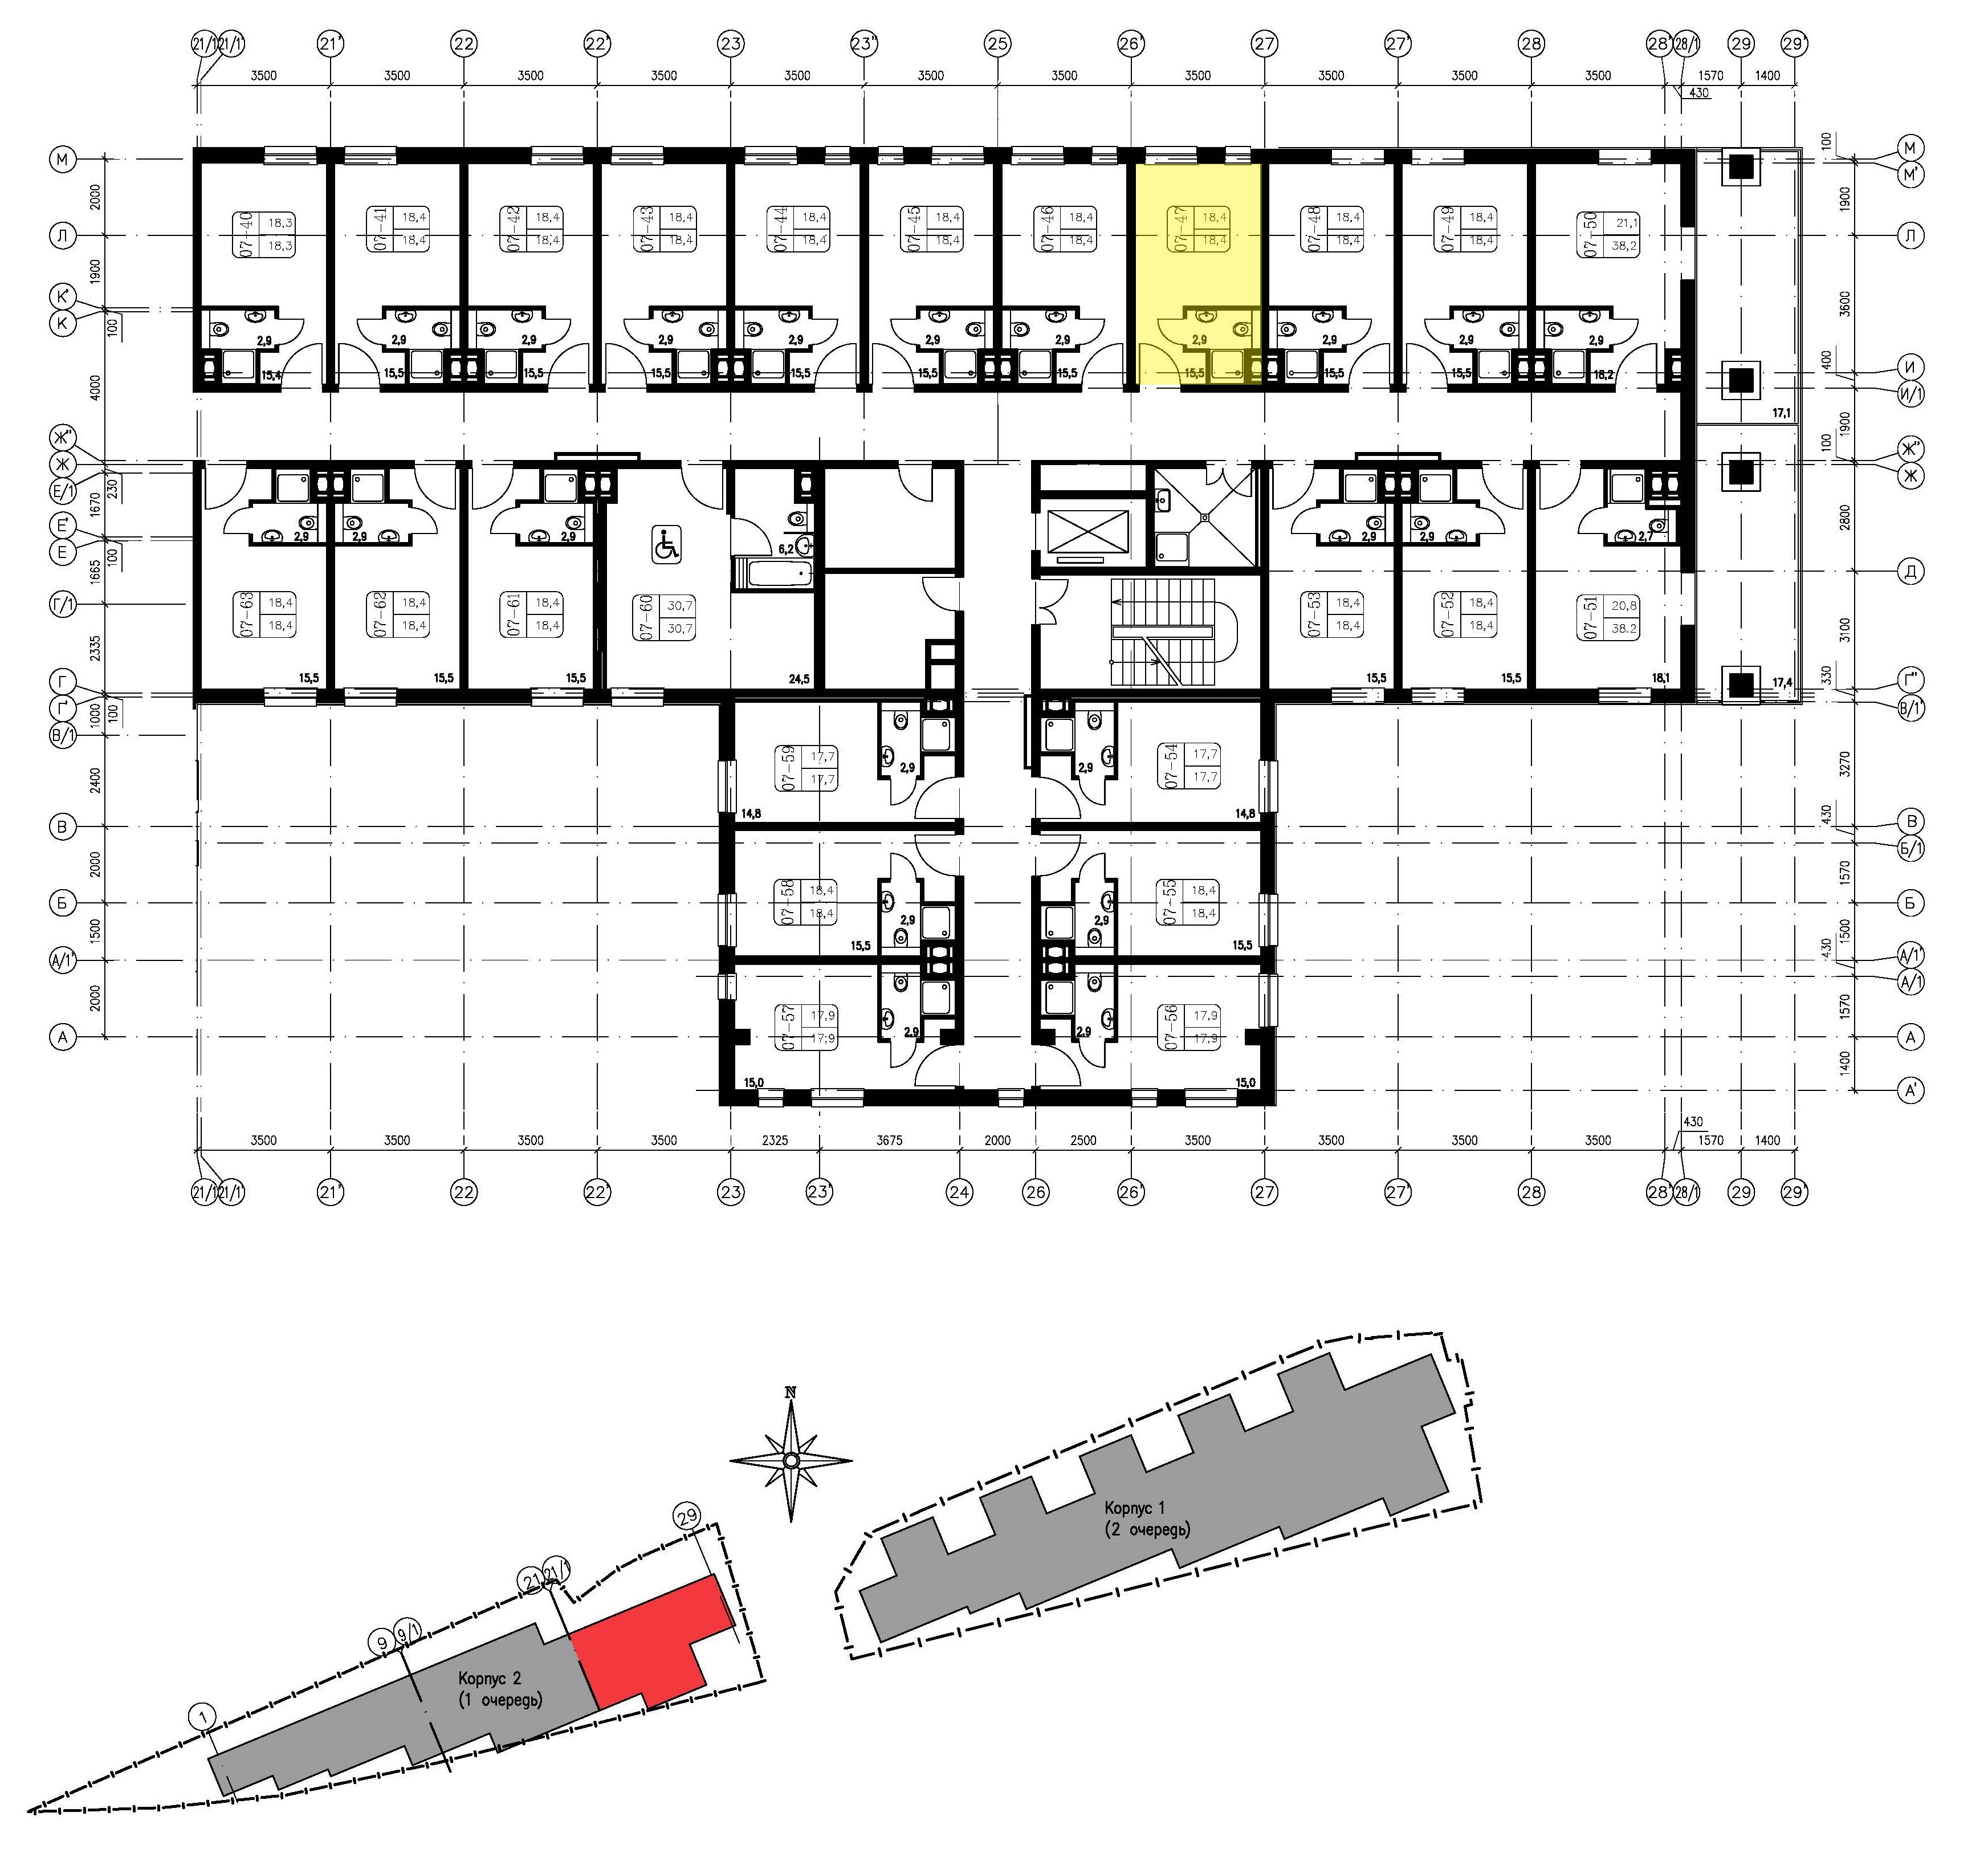 21/1 21/1' 21' 22 22' 23 23" 25 26' 27 27' 28 28' 28/1 29 29'
3500 3500 3500 3500 3500 3500 3500 3500 3500 3500 3500 1570 1400
430
М 100 М
М'
2000 1900
Л Л
07-40 18,3 18,3
07-41 18,4 18,4
07-42 18,4 18,4
07-43 18,4 18,4
07-44 18,4 18,4
07-45 18,4 18,4
07-46 18,4 18,4
07-47 18,4 18,4
07-48 18,4 18,4
07-49 18,4 18,4
07-50 21,1 38,2
1900 3600
К'
К
100
2,9 2,9 2,9 2,9 2,9 2,9 2,9 2,9 2,9 2,9 2,9
15,4 15,5 15,5 15,5 15,5 15,5 15,5 15,5 15,5 15,5 18,2
4000 400 И
И/1
17,1
1900
Ж" 100 Ж"
Ж Ж
Е/1 230
1670 2800
Е'
Е
100
2,9 2,9 2,9 6,2 2,9 2,9 2,7
1665 Д
Г/1
07-63 18,4 18,4
07-62 18,4 18,4
07-61 18,4 18,4
07-60 30,7 30,7
07-53 18,4 18,4
07-52 18,4 18,4
07-51 20,8 38.2
2335 3100
15,5 15,5 15,5 24,5 15,5 15,5 18,1 17,4
Г 330 Г"
Г' 1000 100 В/1'
В/1
07-59 17,7 17,7
2,9 2,9
07-54 17,7 17,7
2400 3270
14,8 14,8
В 430 В
Б/1
2000 1570
07-58 18,4 18,4
2,9 2,9
07-55 18,4 18,4
Б Б
1500 1500
15,5 15,5
А/1' 430 А/1'
А/1
2000 1570
07-57 17,9 17,9
2,9 2,9
07-56 17,9 17,9
А А
15,0 15,0
1400
А'
3500 3500 3500 3500 2325 3675 2000 2500 3500 3500 3500 3500 430 1570 1400
21/1 21/1' 21' 22 22' 23 23' 24 26 26' 27 27' 28 28' 28/1 29 29'
N
Корпус 1
(2 очередь)
29
21 21/1
9 9/1
Корпус 2
(1 очередь)
1